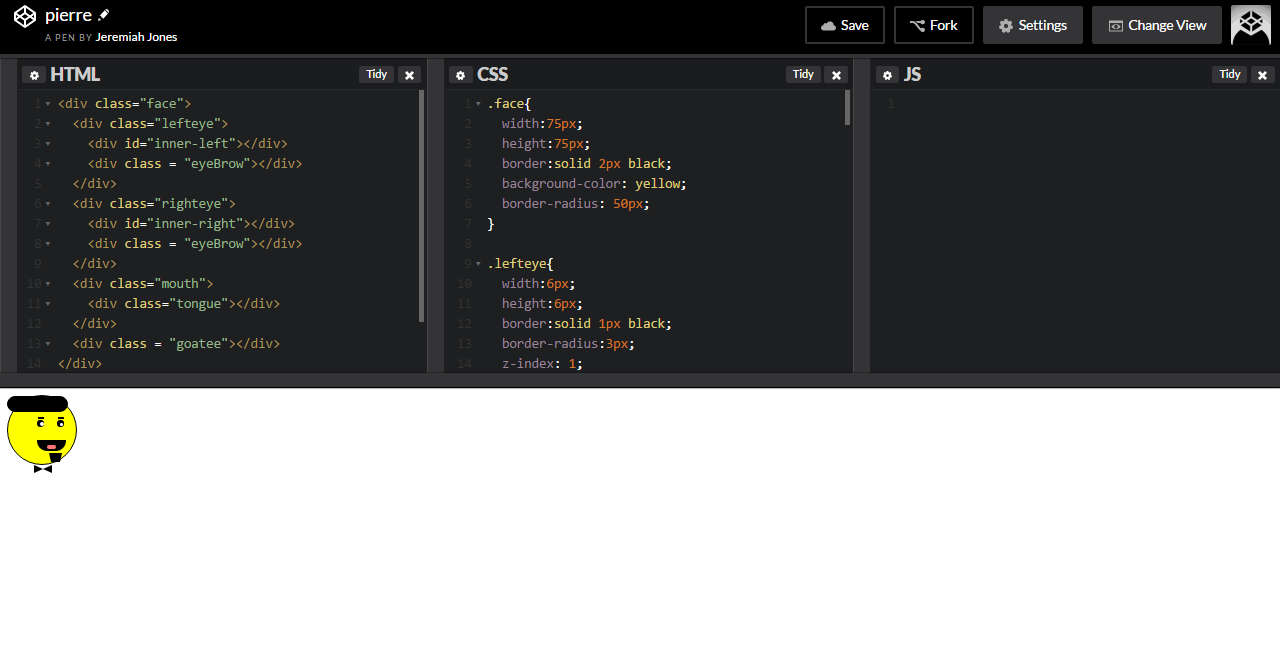 pierre
A PEN BY Jeremiah Jones
Save
Fork
Settings
Change View
HTML
Tidy
1 <div class="face">
2 <div class="lefteye">
3 <div id="inner-left"></div>
4 <div class = "eyeBrow"></div>
5 </div>
6 <div class="righteye">
7 <div id="inner-right"></div>
8 <div class = "eyeBrow"></div>
9 </div>
10 <div class="mouth">
11 <div class="tongue"></div>
12 </div>
13 <div class = "goatee"></div>
14 </div>
CSS
Tidy
1 .face{
2 width:75px;
3 height:75px;
4 border:solid 2px black;
5 background-color: yellow;
6 border-radius: 50px;
7 }
8
9 .lefteye{
10 width:6px;
11 height:6px;
12 border:solid 1px black;
13 border-radius:3px;
14 z-index: 1;
JS
Tidy
1